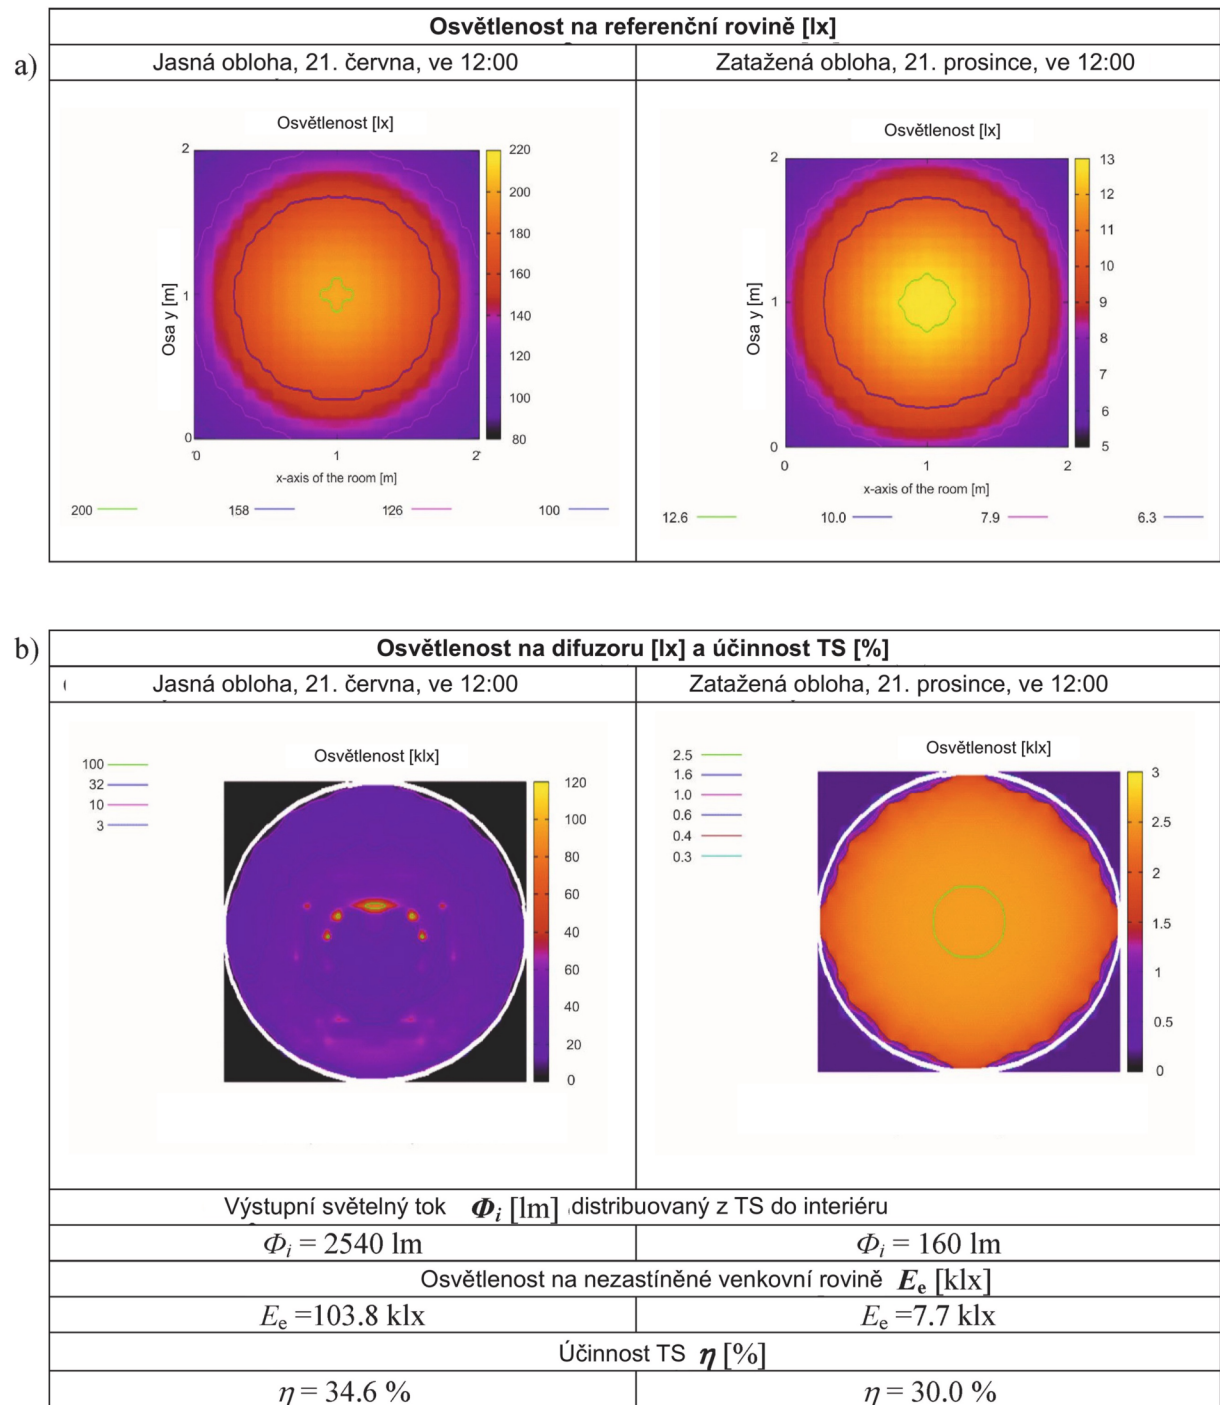 Osvětlenost na referenční rovině [lx]
a)
Jasná obloha, 21. června, ve 12:00
Zatažená obloha, 21. prosince, ve 12:00
Osvětlenost [lx]
2
1
0
Osa y [m]
0 1 2
x-axis of the room [m]
220
200
180
160
140
120
100
80
200 158 126 100
Osvětlenost [lx]
2
1
0
Osa y [m]
0 1 2
x-axis of the room [m]
13
12
11
10
9
8
7
6
5
12.6 10.0 7.9 6.3
b)
Osvětlenost na difuzoru [lx] a účinnost TS [%]
Jasná obloha, 21. června, ve 12:00
Zatažená obloha, 21. prosince, ve 12:00
Osvětlenost [klx]
100
32
10
3
120
100
80
60
40
20
0
Osvětlenost [klx]
2.5
1.6
1.0
0.6
0.4
0.3
3
2.5
2
1.5
1
0.5
0
Výstupní světelný tok Φi [lm] distribuovaný z TS do interiéru
Φi = 2540 lm
Φi = 160 lm
Osvětlenost na nezastíněné venkovní rovině Ee [klx]
Ee =103.8 klx
Ee =7.7 klx
Účinnost TS η [%]
η = 34.6 %
η = 30.0 %